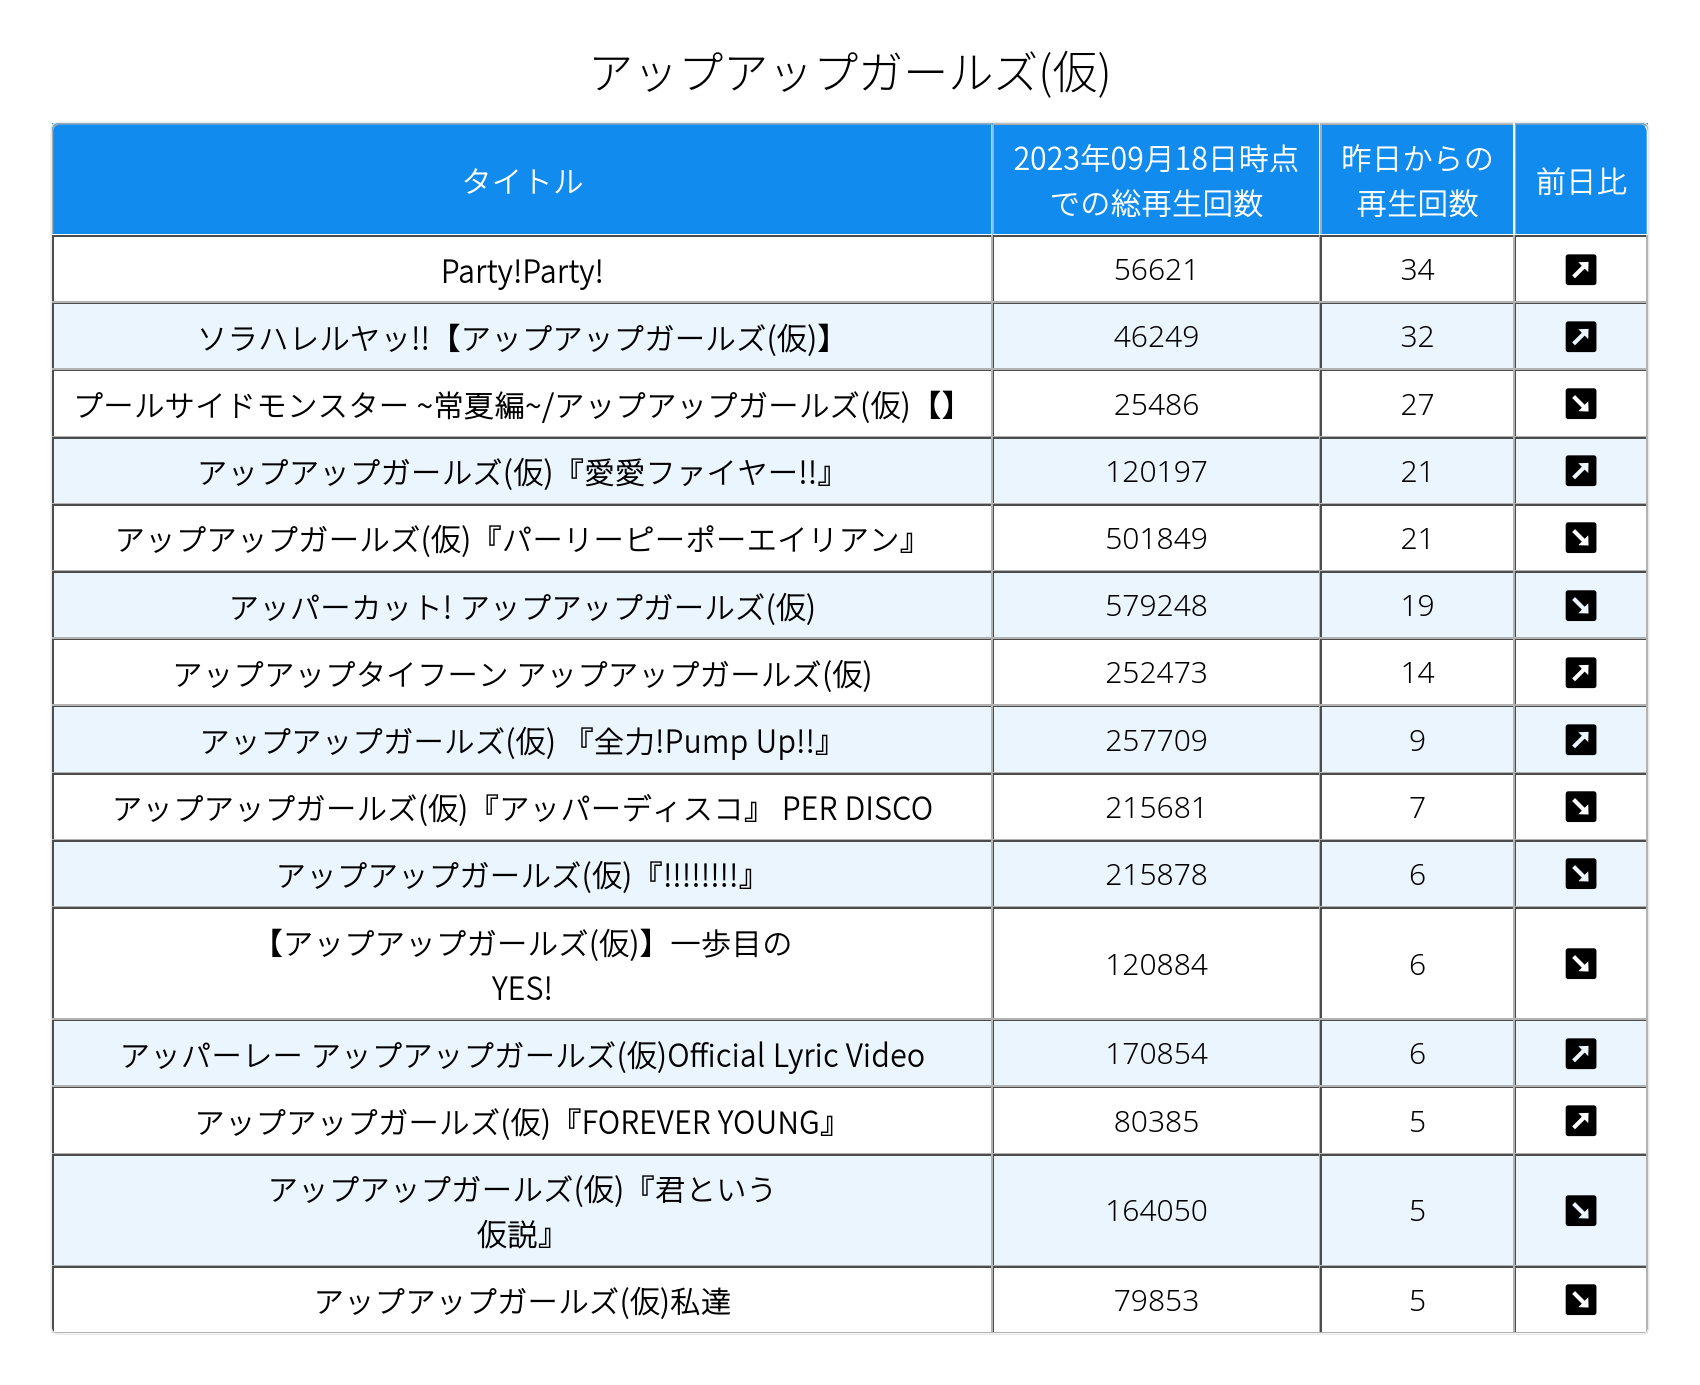 アップアップガールズ(仮)
タイトル 2023年09月18日時点での総再生回数 昨日からの再生回数 前日比
Party!Party! 56621 34 ↗
ソラハレルヤッ!!【アップアップガールズ(仮)】 46249 32 ↗
プールサイドモンスター ~常夏編~/アップアップガールズ(仮)【】 25486 27 ↘
アップアップガールズ(仮)『愛愛ファイヤー!!』 120197 21 ↗
アップアップガールズ(仮)『パーリーピーポーエイリアン』 501849 21 ↘
アッパーカット! アップアップガールズ(仮) 579248 19 ↘
アップアップタイフーン アップアップガールズ(仮) 252473 14 ↗
アップアップガールズ(仮) 『全力!Pump Up!!』 257709 9 ↗
アップアップガールズ(仮)『アッパーディスコ』 PER DISCO 215681 7 ↘
アップアップガールズ(仮)『!!!!!!!!』 215878 6 ↘
【アップアップガールズ(仮)】一歩目の
YES! 120884 6 ↘
アッパーレー アップアップガールズ(仮)Official Lyric Video 170854 6 ↗
アップアップガールズ(仮)『FOREVER YOUNG』 80385 5 ↗
アップアップガールズ(仮)『君という
仮説』 164050 5 ↘
アップアップガールズ(仮)私達 79853 5 ↘